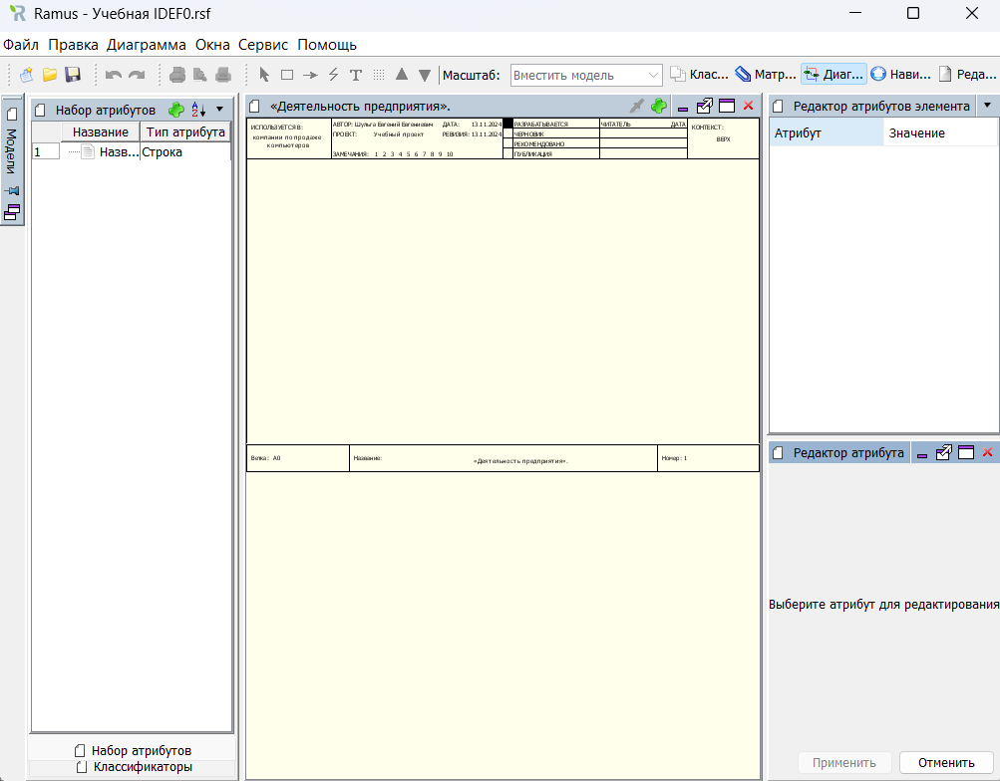 Ramus - Учебная IDEF0.rsf
Файл Правка Диаграмма Окна Сервис Помощь
Масштаб: Вместить модель Клас... Матр... Диаг... Нави... Реда...
Модели
Набор атрибутов
Название Тип атрибута
1 Назв... Строка
«Деятельность предприятия».
ИСПОЛЬЗУЕТСЯ В:
компании по продаже
компьютеров
АВТОР: Шульга Евгений Евгениевич ДАТА: 13.11.2024
ПРОЕКТ: Учебный проект РЕВИЗИЯ: 13.11.2024
ЗАМЕЧАНИЯ: 1 2 3 4 5 6 7 8 9 10
РАЗРАБАТЫВАЕТСЯ
ЧЕРНОВИК
РЕКОМЕНДОВАНО
ПУБЛИКАЦИЯ
ЧИТАТЕЛЬ ДАТА
КОНТЕКСТ:
ВЕРХ
Ветка: A0
Название:
«Деятельность предприятия».
Номер: 1
Редактор атрибутов элемента
Атрибут Значение
Редактор атрибута
Выберите атрибут для редактирования
Применить Отменить
Набор атрибутов
Классификаторы